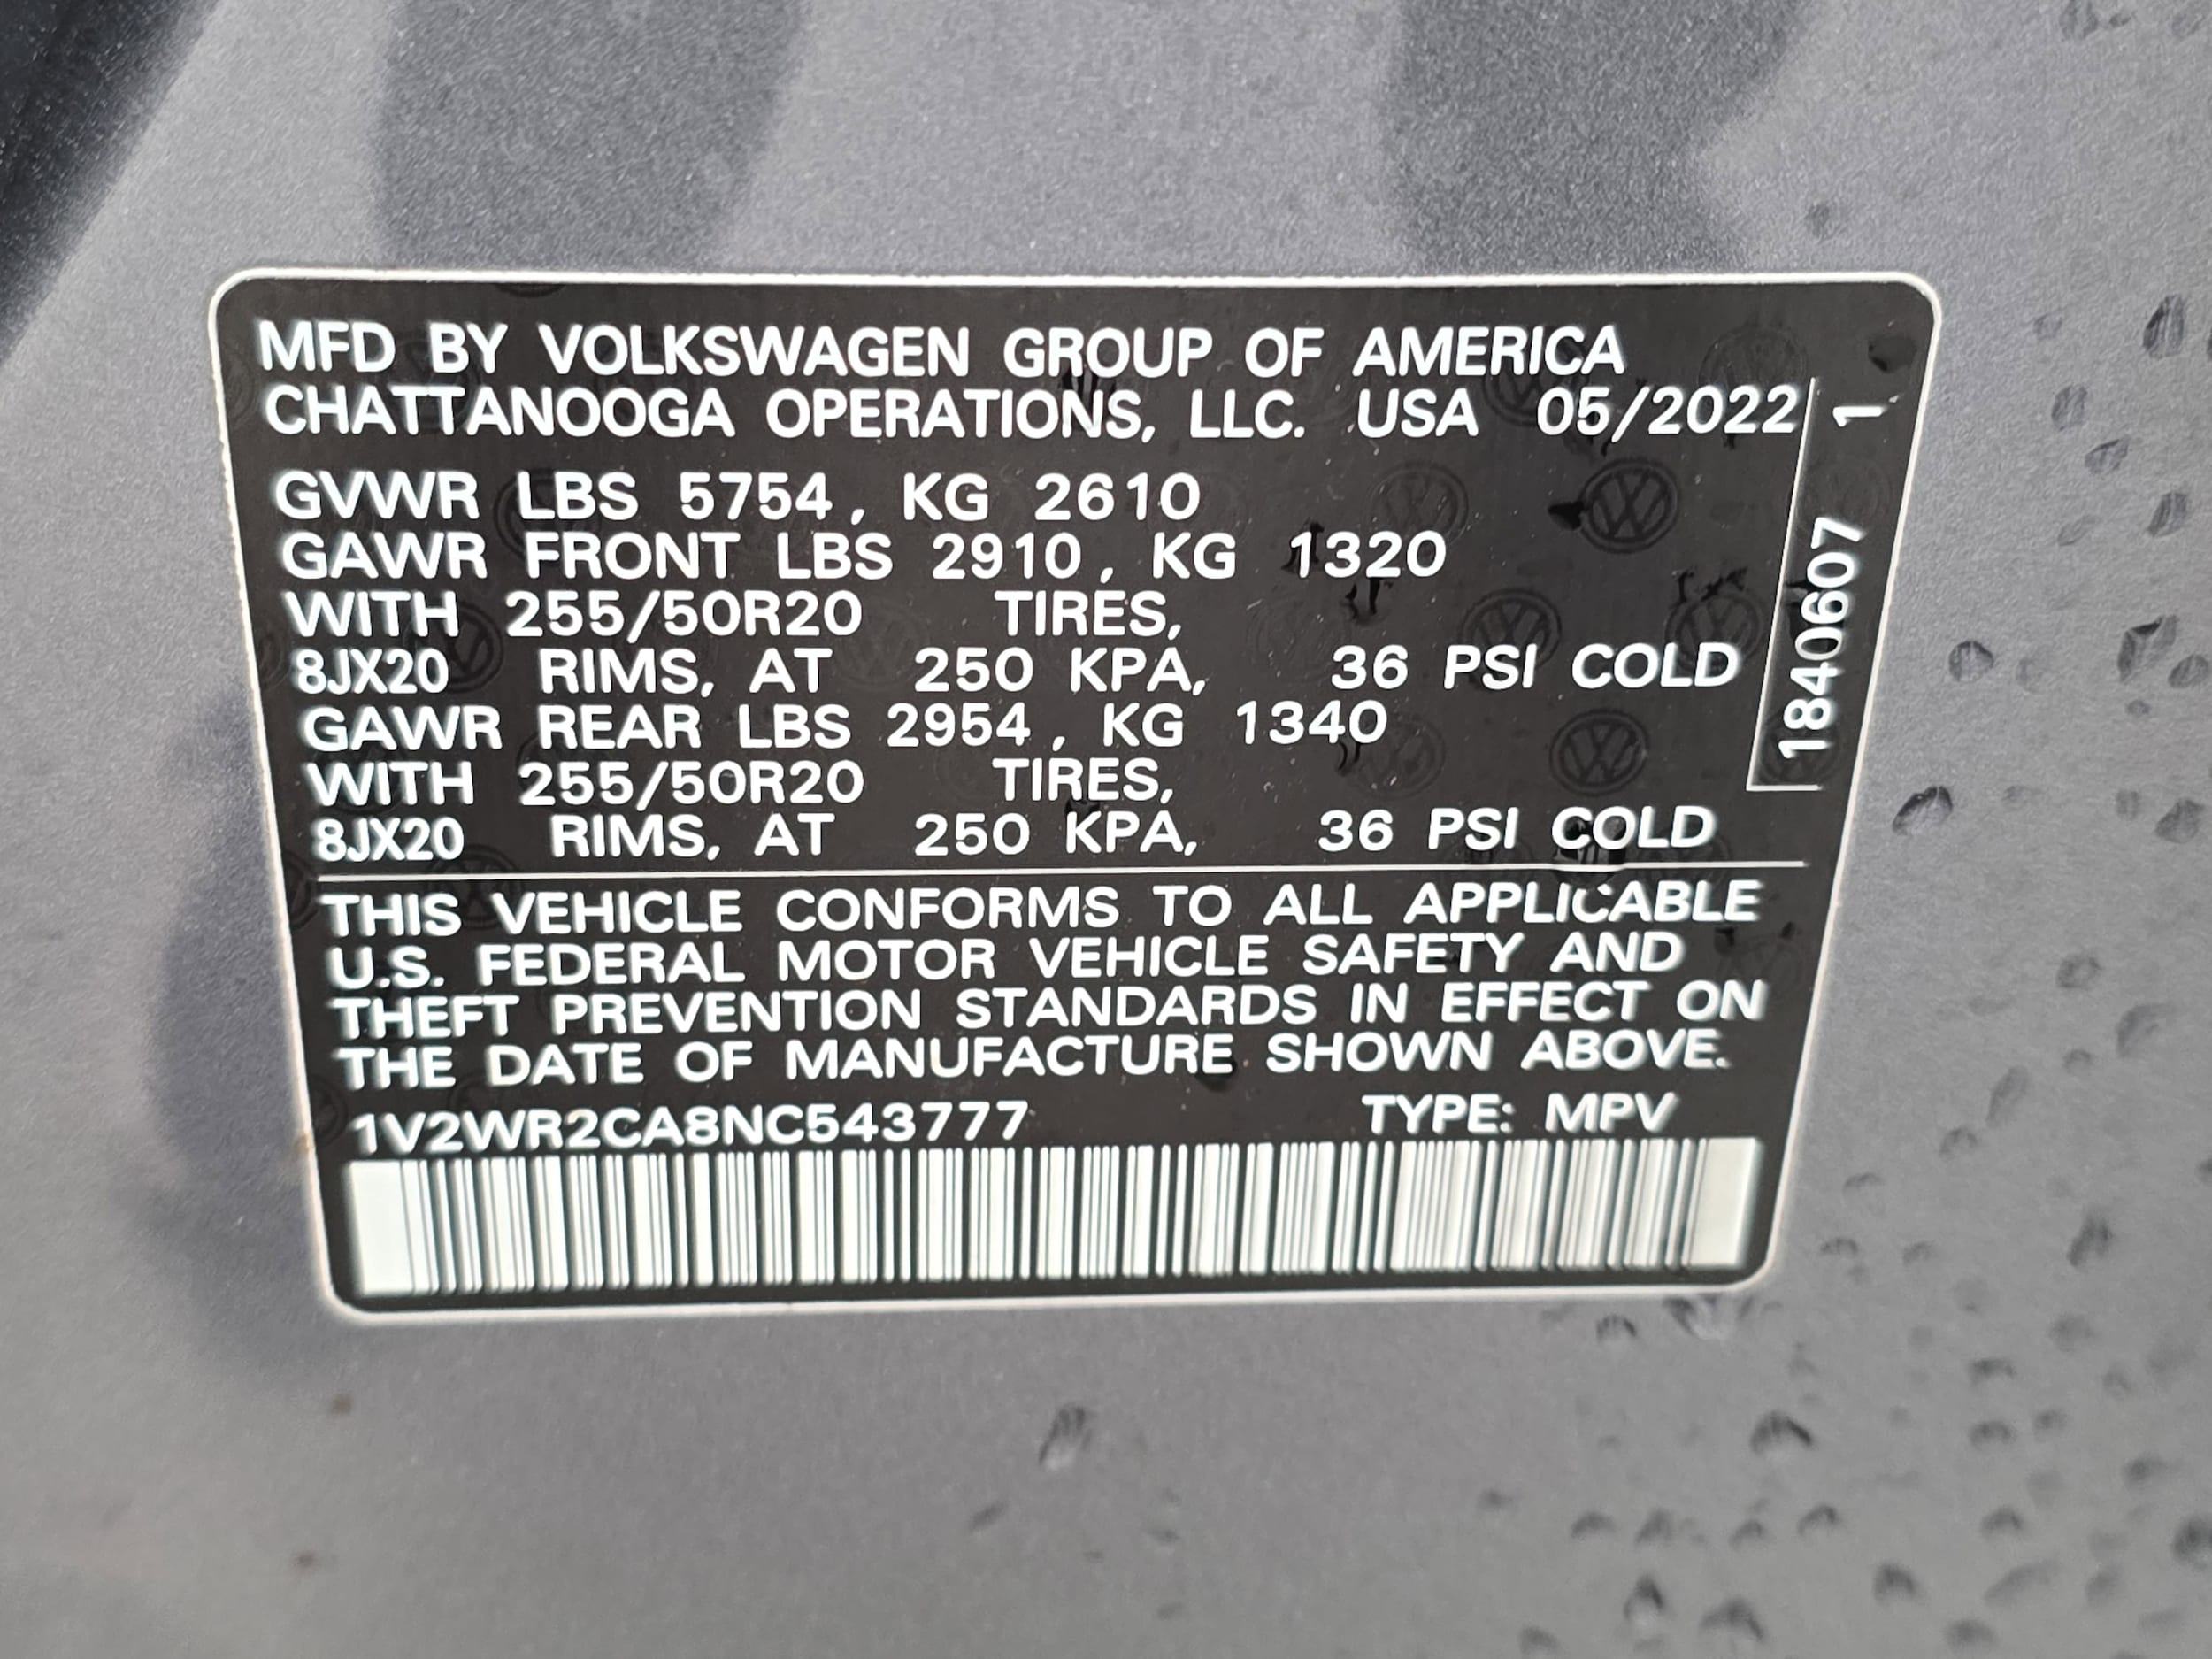 MFD BY VOLKSWAGEN GROUP OF AMERICA
CHATTANOOGA OPERATIONS, LLC. USA 05/2022
GVWR LBS 5754, KG 2610
GAWR FRONT LBS 2910, KG 1320
WITH 255/50R20 TIRES,
8JX20 RIMS, AT 250 KPA, 36 PSI COLD
GAWR REAR LBS 2954, KG 1340
WITH 255/50R20 TIRES,
8JX20 RIMS, AT 250 KPA, 36 PSI COLD
1840607 1
THIS VEHICLE CONFORMS TO ALL APPLICABLE
U.S. FEDERAL MOTOR VEHICLE SAFETY AND
THEFT PREVENTION STANDARDS IN EFFECT ON
THE DATE OF MANUFACTURE SHOWN ABOVE.
1V2WR2CA8NC543777 TYPE: MPV